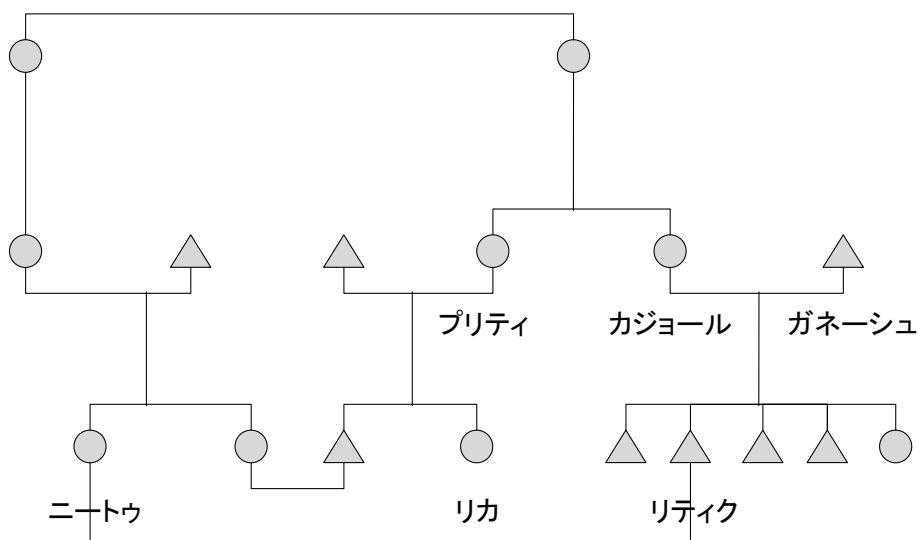 プリティ
カジョール
ガネーシュ
ニートゥ
リカ
リティク